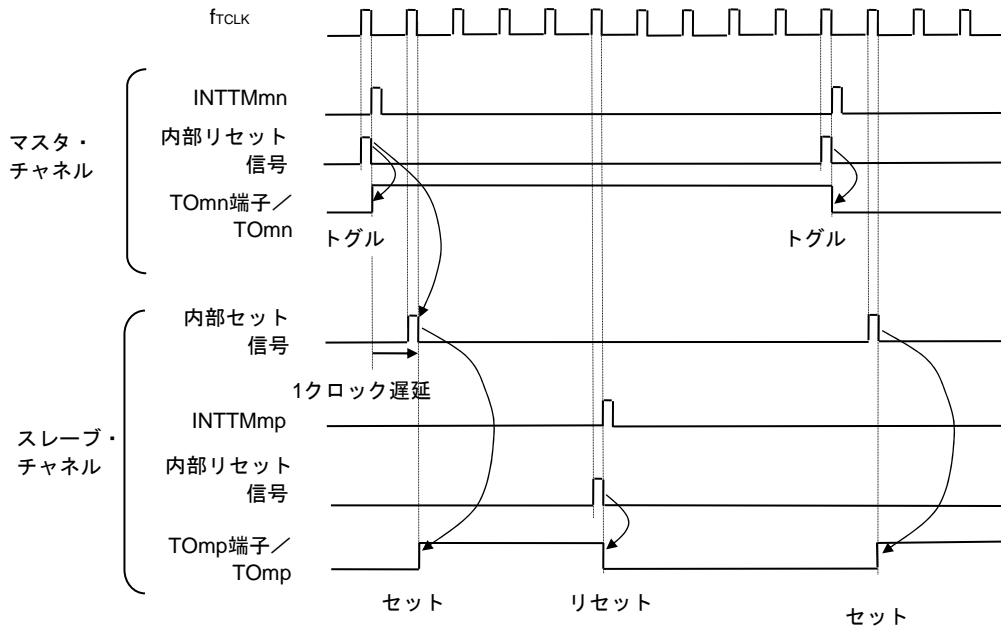 fTCLK
マスタ・
チャネル
INTTMmn
内部リセット
信号
TOmn端子／
TOmn
トグル
トグル
スレーブ・
チャネル
内部セット
信号
1クロック遅延
INTTMmp
内部リセット
信号
TOmp端子／
TOmp
セット
リセット
セット